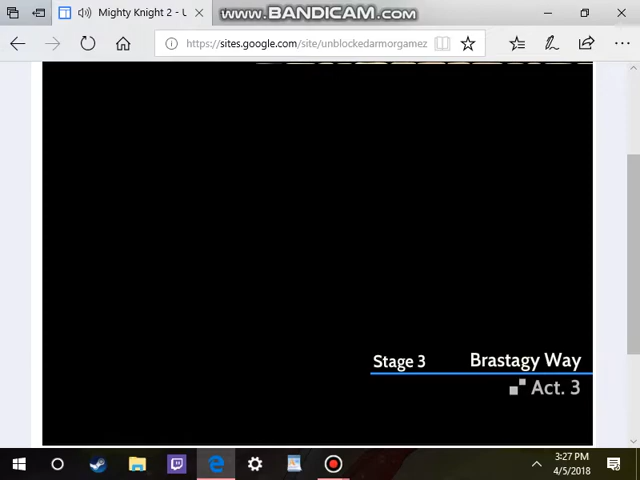 www.BANDICAM.com
Mighty Knight 2 - U
https://sites.google.com/site/unblockedarmorgamez
Stage 3 Brastagy Way
Act. 3
3:27 PM
4/5/2018